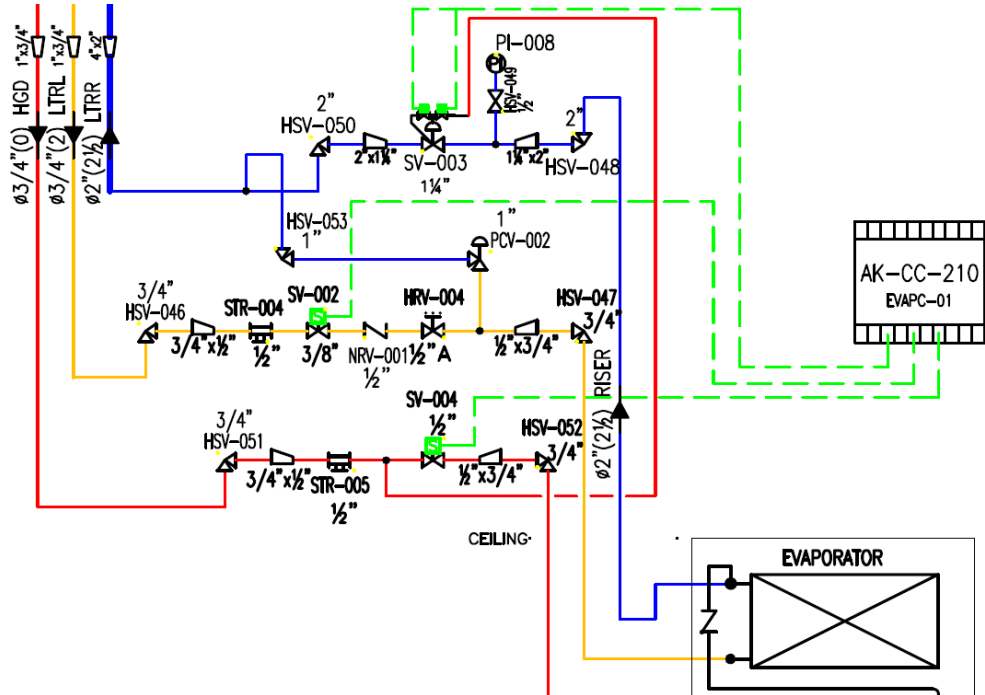 1"x3/4"
1"x3/4"
4"x2"
ø3/4"(0) HGD
ø3/4"(2) LTRL
ø2"(2½) LTRR
PI-008
PI
HSV-049
½"
2"
HSV-050
2"x1¼"
SV-003
1¼"
1¼"x2"
2"
HSV-048
HSV-053
1"
1"
PCV-002
3/4"
HSV-046
3/4"x½"
STR-004
½"
SV-002
S
3/8"
NRV-001
½"
HRV-004
½" A
½"x3/4"
HSV-047
3/4"
AK-CC-210
EVAPC-01
3/4"
HSV-051
3/4"x½"
STR-005
½"
SV-004
½"
S
½"x3/4"
HSV-052
3/4"
ø2"(2½) RISER
CEILING
EVAPORATOR